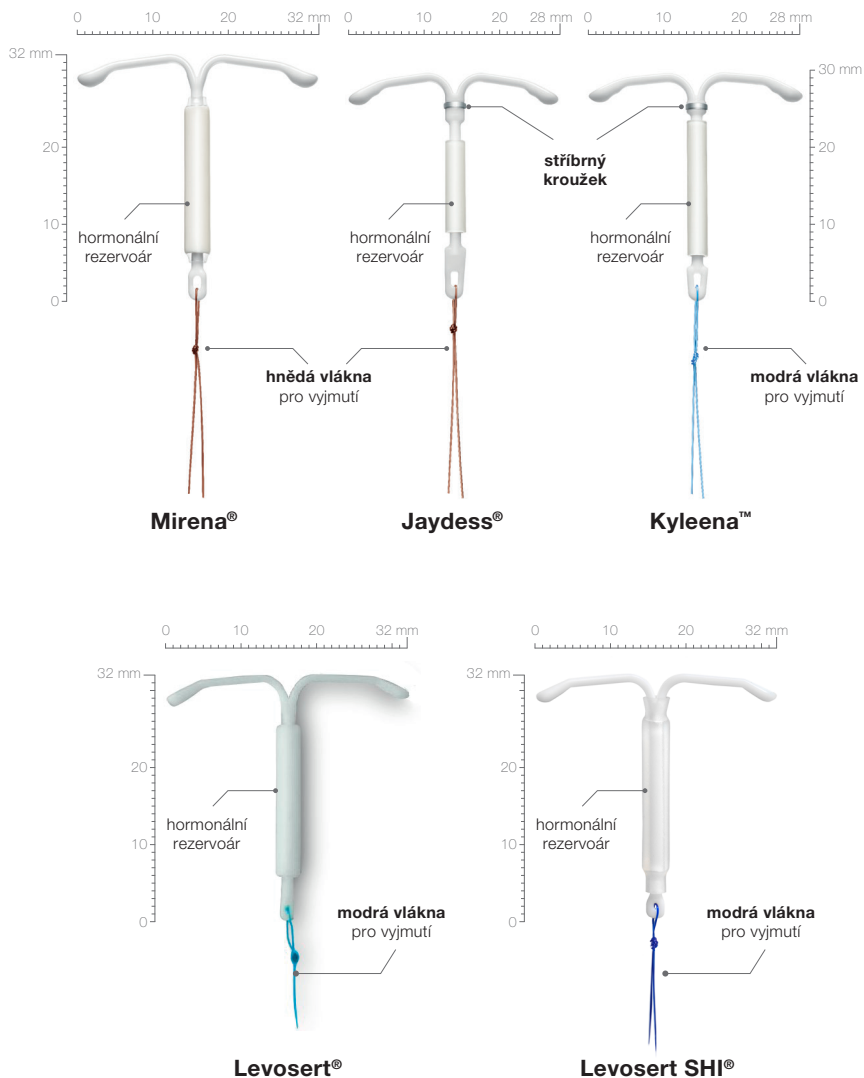 0 10 20 32 mm
0 10 20 28 mm
0 10 20 28 mm
32 mm
20
10
0
30 mm
20
10
0
stříbrný
kroužek
hormonální
rezervoár
hormonální
rezervoár
hormonální
rezervoár
hnědá vlákna
pro vyjmutí
modrá vlákna
pro vyjmutí
Mirena®
Jaydess®
Kyleena™
0 10 20 32 mm
0 10 20 32 mm
32 mm
20
10
0
32 mm
20
10
0
hormonální
rezervoár
hormonální
rezervoár
modrá vlákna
pro vyjmutí
modrá vlákna
pro vyjmutí
Levosert®
Levosert SHI®